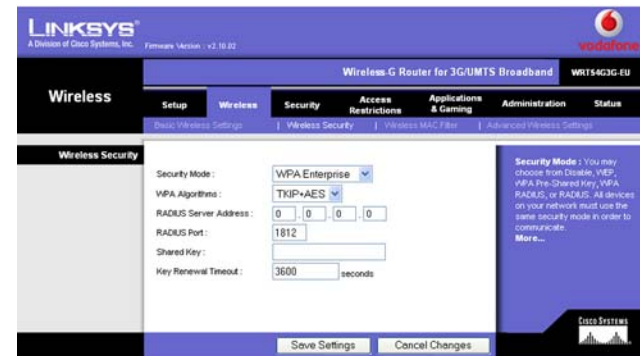 LINKSYS®
A Division of Cisco Systems, Inc.
Firmware Version : v2.10.02
vodafone
Wireless-G Router for 3G/UMTS Broadband
WRT54G3G-EU
Wireless
Setup
Wireless
Security
Access Restrictions
Applications & Gaming
Administration
Status
Basic Wireless Settings | Wireless Security | Wireless MAC Filter | Advanced Wireless Settings
Wireless Security
Security Mode : WPA Enterprise
WPA Algorithms : TKIP+AES
RADIUS Server Address : 0 . 0 . 0 . 0
RADIUS Port : 1812
Shared Key :
Key Renewal Timeout : 3600 seconds
Security Mode : You may
choose from Disable, WEP,
WPA Pre-Shared Key, WPA
RADIUS, or RADIUS. All devices
on your network must use the
same security mode in order to
communicate.
More...
Save Settings
Cancel Changes
CISCO SYSTEMS